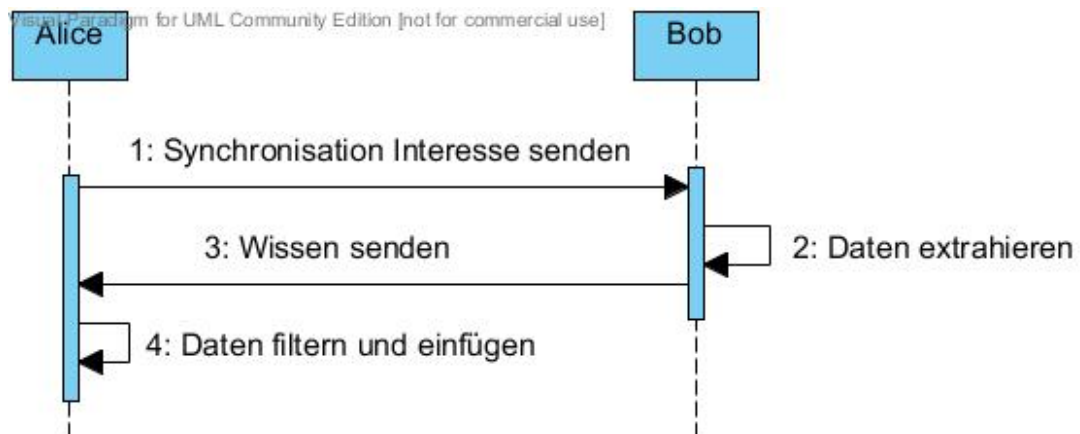 Visual Paradigm for UML Community Edition [not for commercial use]
Alice
Bob
1: Synchronisation Interesse senden
2: Daten extrahieren
3: Wissen senden
4: Daten filtern und einfügen